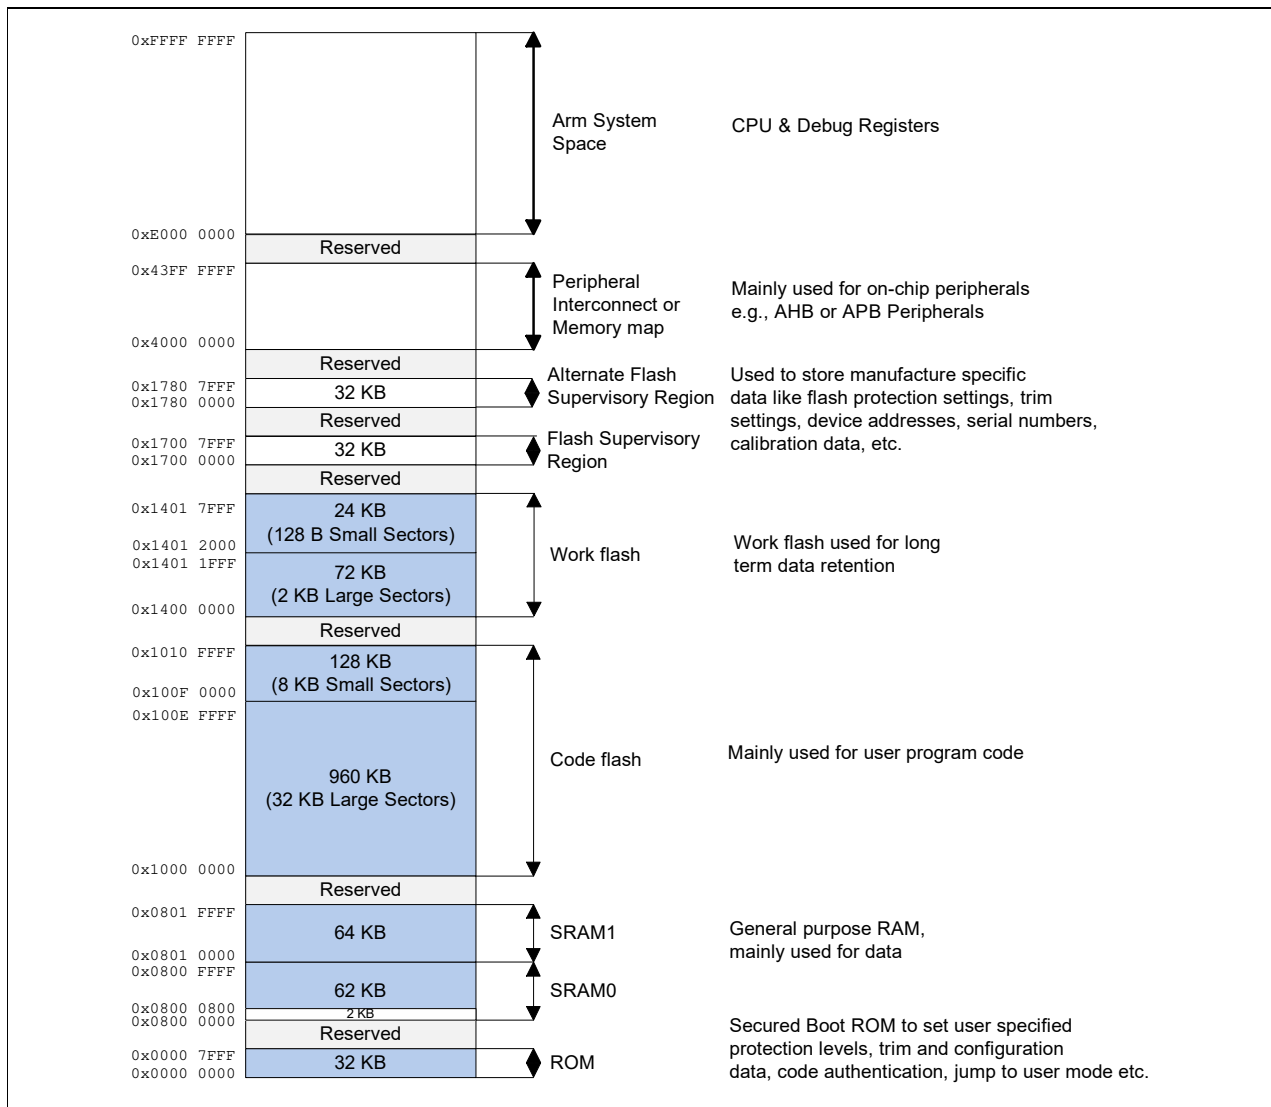 0xFFFF FFFF
Arm System
Space
CPU & Debug Registers
0xE000 0000
Reserved
0x43FF FFFF
Peripheral
Interconnect or
Memory map
Mainly used for on-chip peripherals
e.g., AHB or APB Peripherals
0x4000 0000
Reserved
0x1780 7FFF
0x1780 0000
32 KB
Alternate Flash
Supervisory Region
Used to store manufacture specific
data like flash protection settings, trim
settings, device addresses, serial numbers,
calibration data, etc.
Reserved
0x1700 7FFF
0x1700 0000
32 KB
Flash Supervisory
Region
Reserved
0x1401 7FFF
24 KB
(128 B Small Sectors)
0x1401 2000
0x1401 1FFF
72 KB
(2 KB Large Sectors)
0x1400 0000
Work flash
Work flash used for long
term data retention
Reserved
0x1010 FFFF
128 KB
(8 KB Small Sectors)
0x100F 0000
0x100E FFFF
960 KB
(32 KB Large Sectors)
Code flash
Mainly used for user program code
0x1000 0000
Reserved
0x0801 FFFF
64 KB
SRAM1
General purpose RAM,
mainly used for data
0x0801 0000
0x0800 FFFF
62 KB
SRAM0
0x0800 0800
2 KB
0x0800 0000
Reserved
0x0000 7FFF
0x0000 0000
32 KB
ROM
Secured Boot ROM to set user specified
protection levels, trim and configuration
data, code authentication, jump to user mode etc.